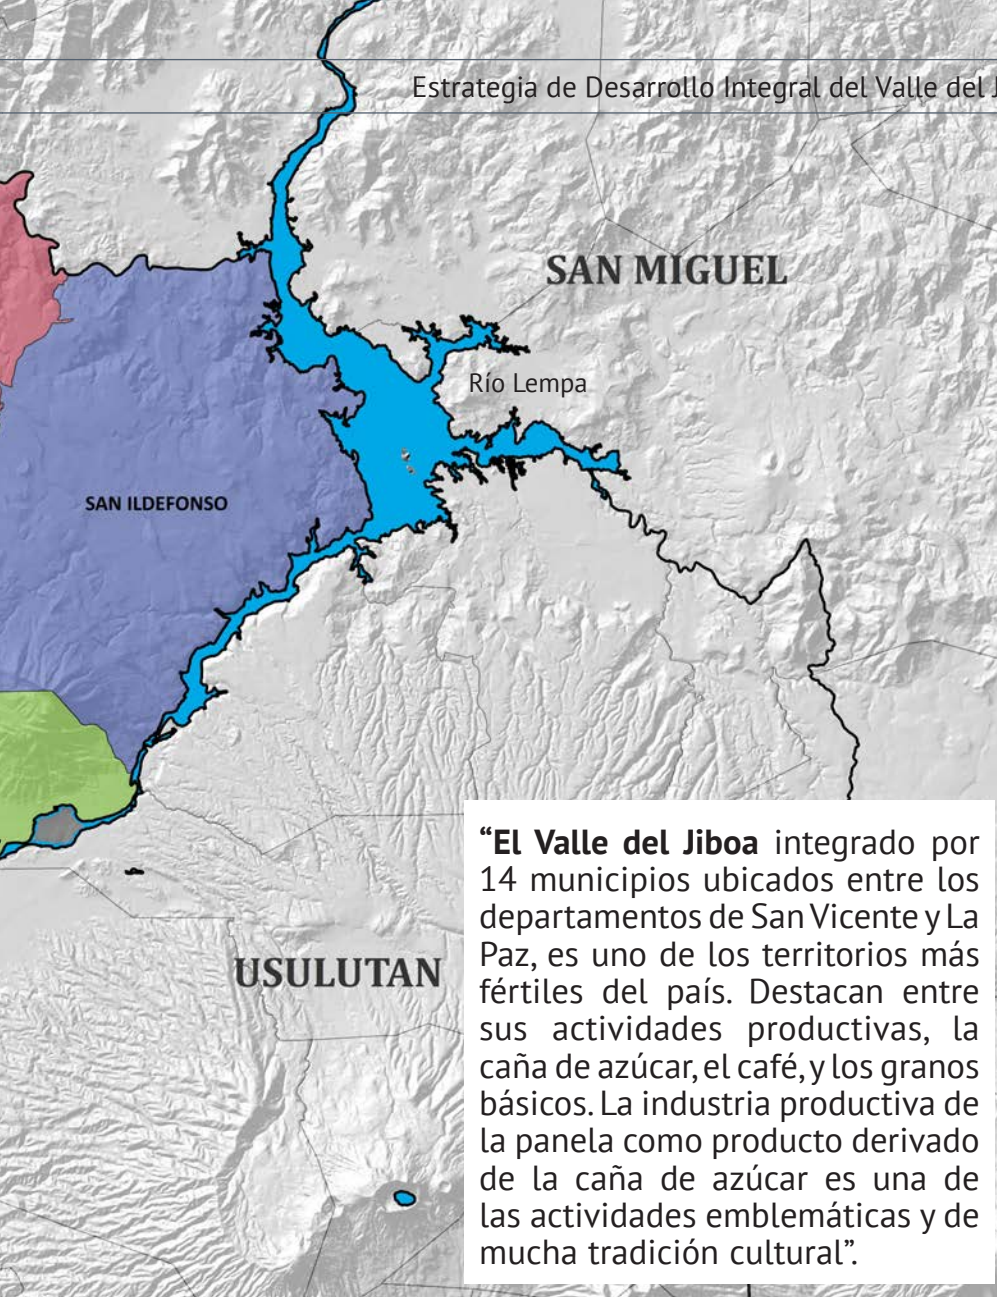 Estrategia de Desarrollo Integral del Valle del J
SAN MIGUEL
Río Lempa
SAN ILDEFONSO
“El Valle del Jiboa integrado por
14 municipios ubicados entre los
departamentos de San Vicente y La
Paz, es uno de los territorios más
fértiles del país. Destacan entre
sus actividades productivas, la
caña de azúcar, el café, y los granos
básicos. La industria productiva de
la panela como producto derivado
de la caña de azúcar es una de
las actividades emblemáticas y de
mucha tradición cultural”.
USULUTAN